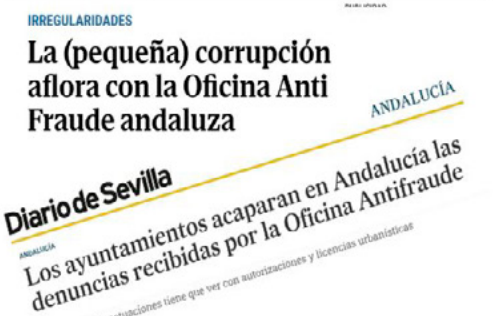 IRREGULARIDADES
La (pequeña) corrupción
aflora con la Oficina Anti
Fraude andaluza
ANDALUCÍA
Diario de Sevilla
ANDALUCÍA
Los ayuntamientos acaparan en Andalucía las
denuncias recibidas por la Oficina Antifraude
tiene que ver con autorizaciones y licencias urbanísticas